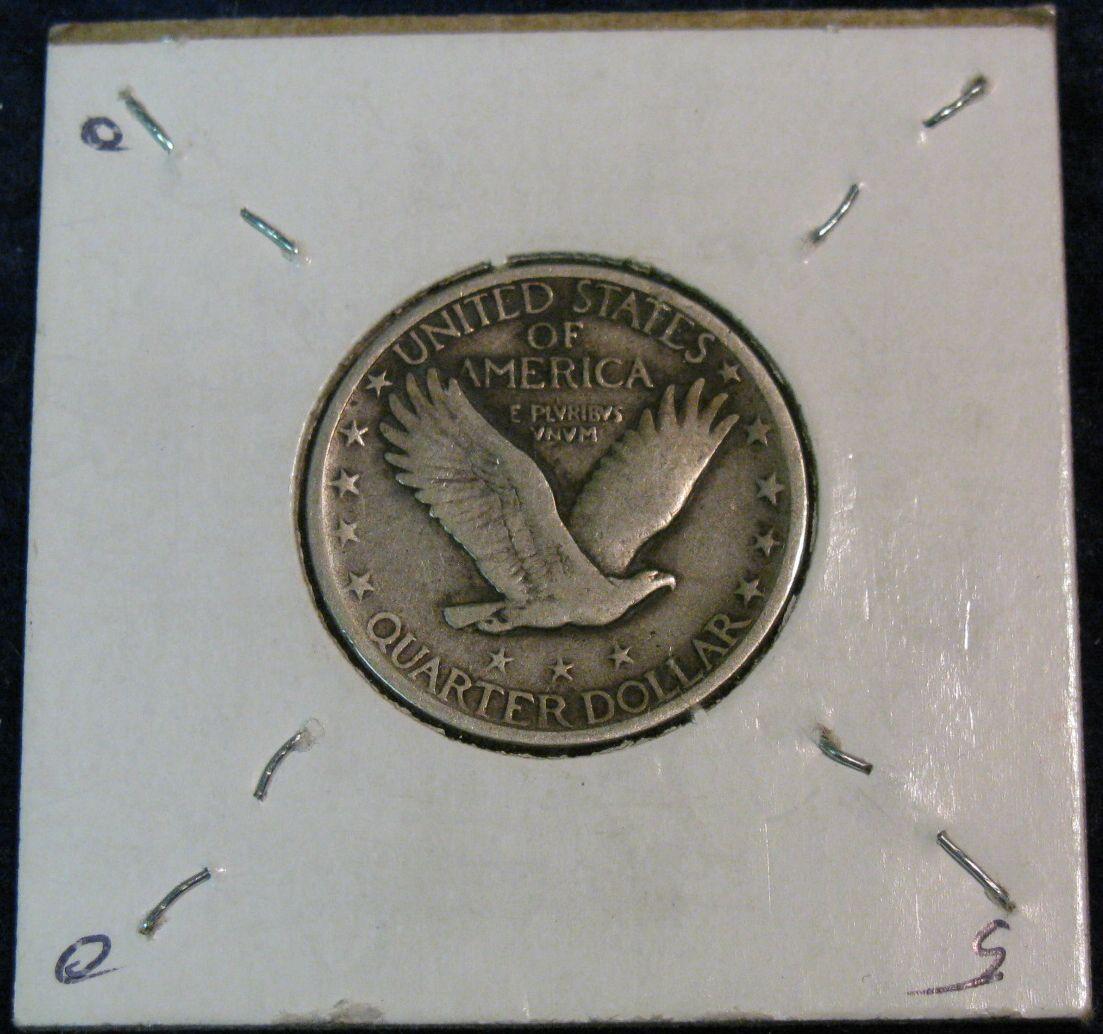 UNITED STATES
OF
AMERICA
E PLVRIBVS
VNVM
QUARTER DOLLAR
Q
S.